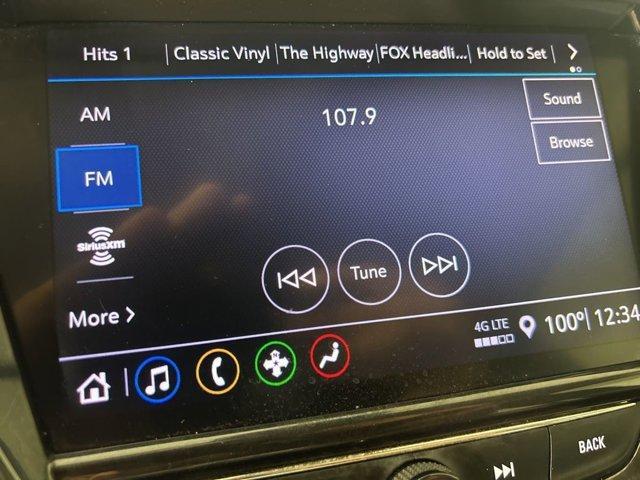 Hits 1 Classic Vinyl The Highway FOX Headli... Hold to Set
AM
107.9
Sound
FM
Browse
SiriusXM
Tune
More
4G LTE
100° 12:34
N
BACK